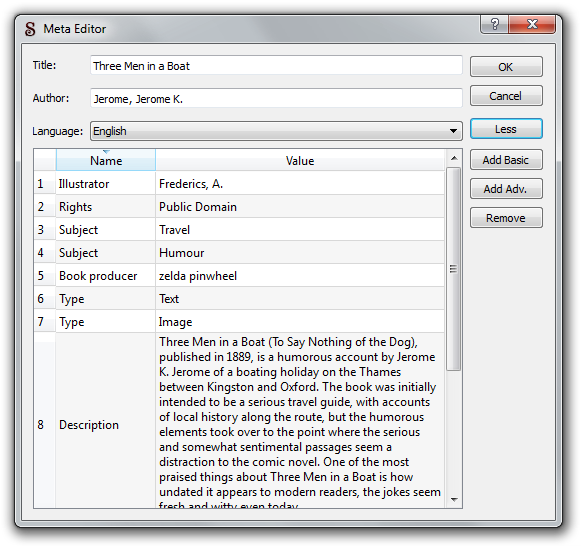 Meta Editor
Title: Three Men in a Boat OK
Author: Jerome, Jerome K. Cancel
Language: English Less
Name Value
Add Basic
1 Illustrator Frederics, A.
Add Adv.
2 Rights Public Domain
Remove
3 Subject Travel
4 Subject Humour
5 Book producer zelda pinwheel
6 Type Text
7 Type Image
8 Description
Three Men in a Boat (To Say Nothing of the Dog),
published in 1889, is a humorous account by Jerome
K. Jerome of a boating holiday on the Thames
between Kingston and Oxford. The book was initially
intended to be a serious travel guide, with accounts
of local history along the route, but the humorous
elements took over to the point where the serious
and somewhat sentimental passages seem a
distraction to the comic novel. One of the most
praised things about Three Men in a Boat is how
undated it appears to modern readers, the jokes seem
fresh and witty even today.